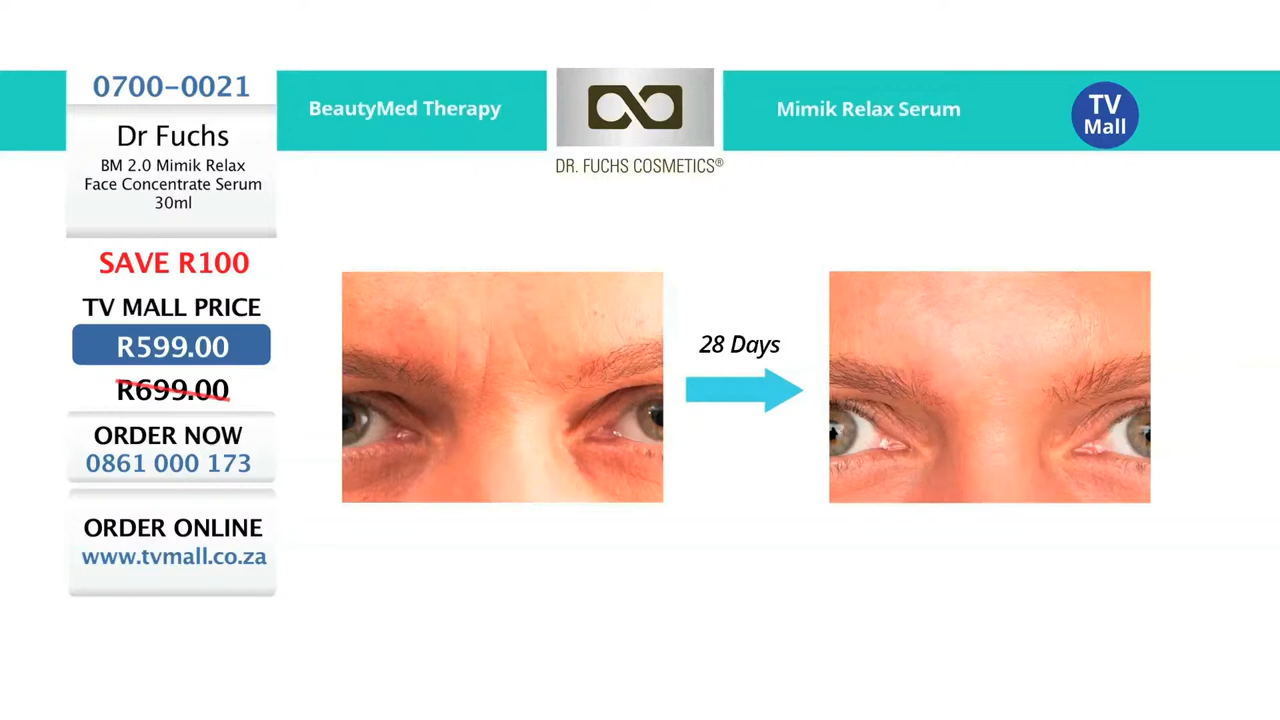 0700-0021
Dr Fuchs
BM 2.0 Mimik Relax
Face Concentrate Serum
30ml
SAVE R100
TV MALL PRICE
R599.00
R699.00
ORDER NOW
0861 000 173
ORDER ONLINE
www.tvmall.co.za
BeautyMed Therapy
DR. FUCHS COSMETICS®
Mimik Relax Serum
TV
Mall
28 Days